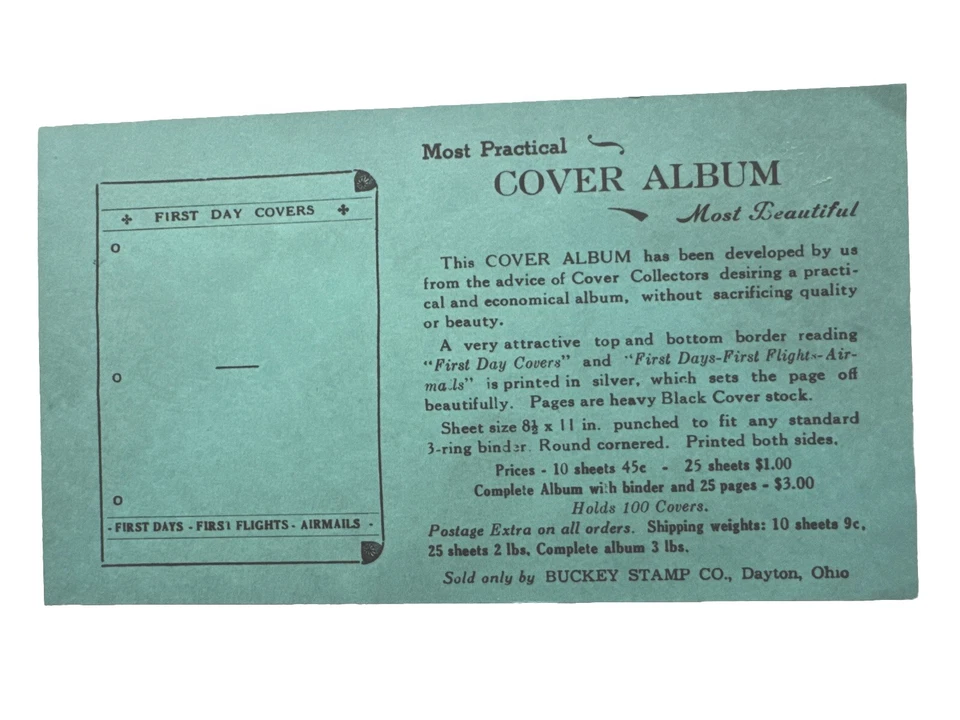 ✣ FIRST DAY COVERS ✣
- FIRST DAYS - FIRST FLIGHTS - AIRMAILS -
Most Practical
COVER ALBUM
Most Beautiful
This COVER ALBUM has been developed by us
from the advice of Cover Collectors desiring a practi-
cal and economical album, without sacrificing quality
or beauty.
A very attractive top and bottom border reading
"First Day Covers" and "First Days-First Flights-Air-
mails" is printed in silver, which sets the page off
beautifully. Pages are heavy Black Cover stock.
Sheet size 8½ x 11 in. punched to fit any standard
3-ring binder. Round cornered. Printed both sides.
Prices - 10 sheets 45c - 25 sheets $1.00
Complete Album with binder and 25 pages - $3.00
Holds 100 Covers.
Postage Extra on all orders. Shipping weights: 10 sheets 9c,
25 sheets 2 lbs, Complete album 3 lbs.
Sold only by BUCKEY STAMP CO., Dayton, Ohio